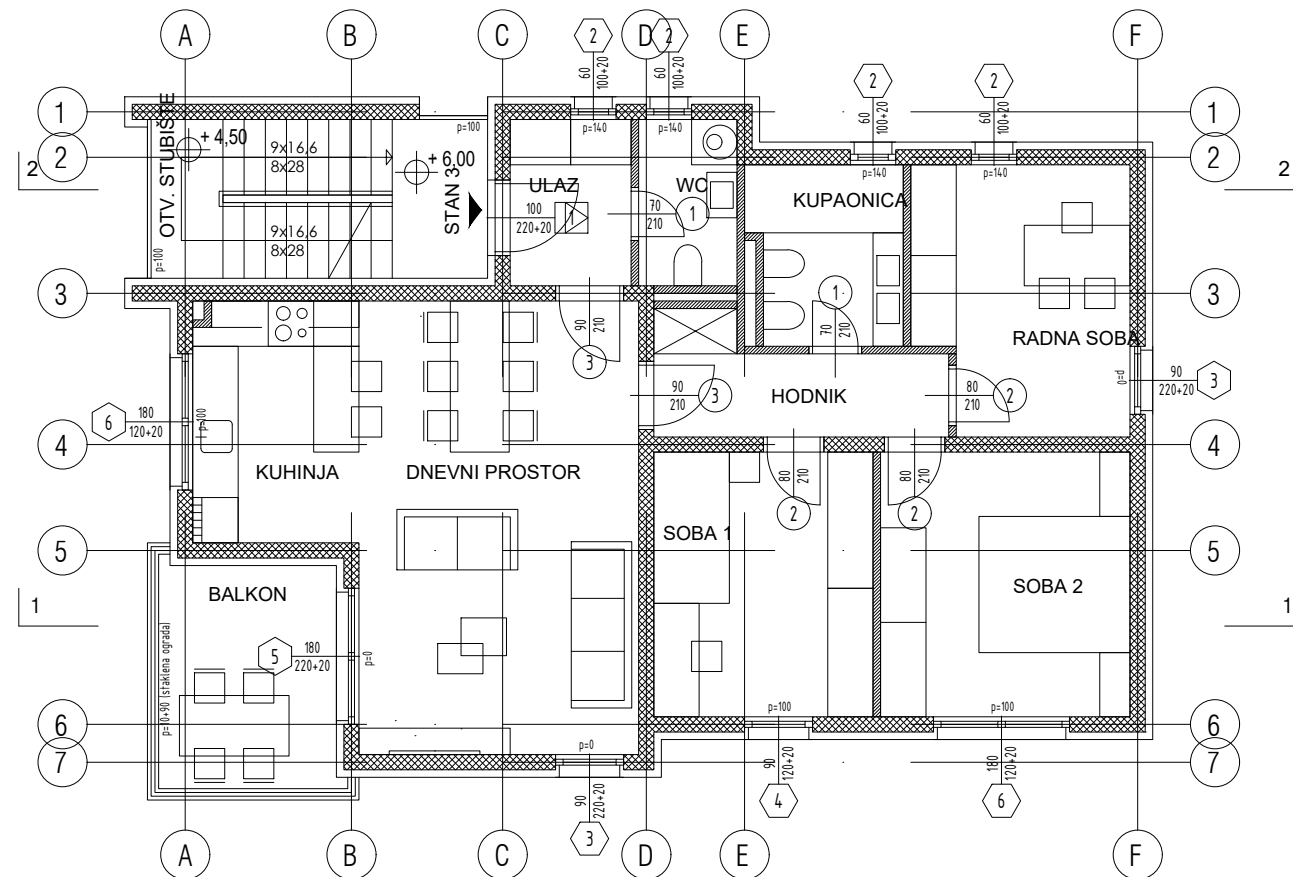 A
B
C
D
E
F
2
2
2
2
60
100+20
60
100+20
60
100+20
60
100+20
1
1
2
2
2
2
OTV. STUBIŠTE
+ 4,50
9x16,6
8x28
p=100
+ 6,00
STAN 3
p=140
p=140
p=140
p=140
ULAZ
WC
KUPAONICA
100
220+20
1
70
210
1
9x16,6
8x28
p=100
3
3
90
210
3
1
70
210
RADNA SOBA
p=0
90
220+20
3
6
180
120+20
p=100
90
210
3
HODNIK
80
210
2
4
4
KUHINJA
DNEVNI PROSTOR
80
210
2
80
210
2
SOBA 1
5
5
BALKON
SOBA 2
1
1
5
180
220+20
p=0
p=10+90 (staklena ograda)
p=100
p=100
6
6
7
7
p=0
90
220+20
3
90
120+20
4
180
120+20
6
A
B
C
D
E
F